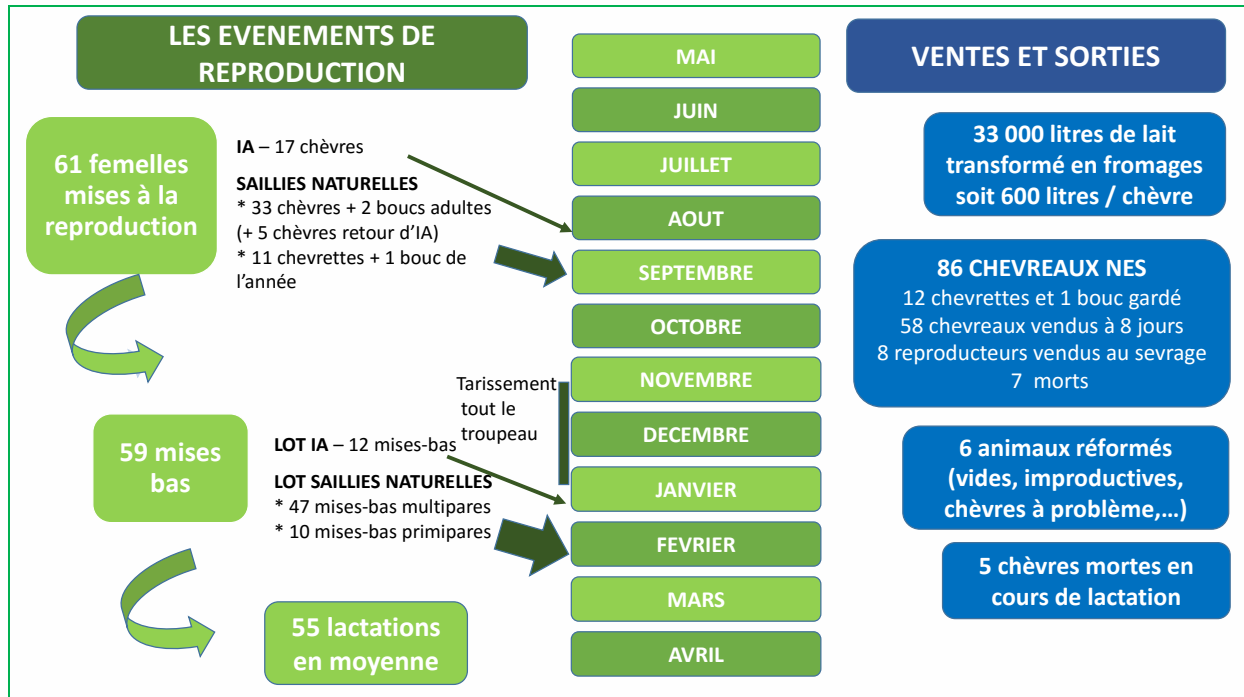 LES EVENEMENTS DE
REPRODUCTION
61 femelles
mises à la
reproduction
IA – 17 chèvres
SAILLIES NATURELLES
* 33 chèvres + 2 boucs adultes
(+ 5 chèvres retour d’IA)
* 11 chevrettes + 1 bouc de
l’année
59 mises
bas
Tarissement
tout le
troupeau
LOT IA – 12 mises-bas
LOT SAILLIES NATURELLES
* 47 mises-bas multipares
* 10 mises-bas primipares
55 lactations
en moyenne
MAI
JUIN
JUILLET
AOUT
SEPTEMBRE
OCTOBRE
NOVEMBRE
DECEMBRE
JANVIER
FEVRIER
MARS
AVRIL
VENTES ET SORTIES
33 000 litres de lait
transformé en fromages
soit 600 litres / chèvre
86 CHEVREAUX NES
12 chevrettes et 1 bouc gardé
58 chevreaux vendus à 8 jours
8 reproducteurs vendus au sevrage
7 morts
6 animaux réformés
(vides, improductives,
chèvres à problème,…)
5 chèvres mortes en
cours de lactation